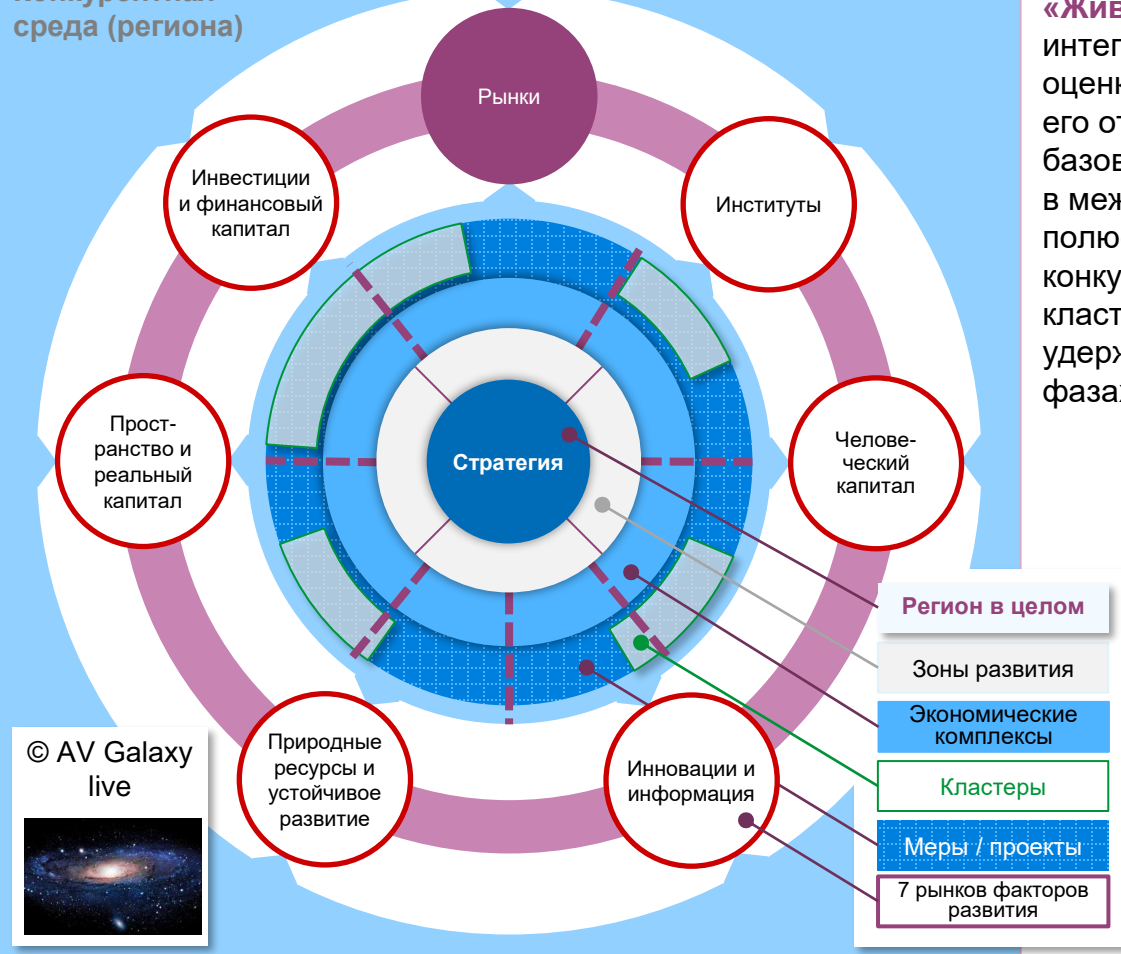 среда (региона)
Рынки
Инвестиции
и финансовый
капитал
Институты
Прост-
ранство и
реальный
капитал
Стратегия
Челове-
ческий
капитал
Природные
ресурсы и
устойчивое
развитие
Инновации и
информация
Регион в целом
Зоны развития
Экономические
комплексы
Кластеры
Меры / проекты
7 рынков факторов
развития
© AV Galaxy
live
«Жив
интег
оценк
его от
базов
в меж
полю
конку
класт
удерж